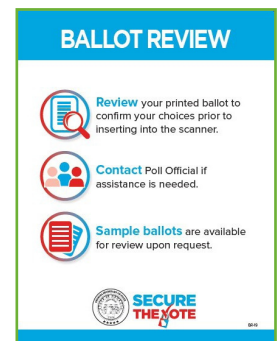 BALLOT REVIEW
Review your printed ballot to
confirm your choices prior to
inserting into the scanner.
Contact Poll Official if
assistance is needed.
Sample ballots are available
for review upon request.
SECURE
THE VOTE